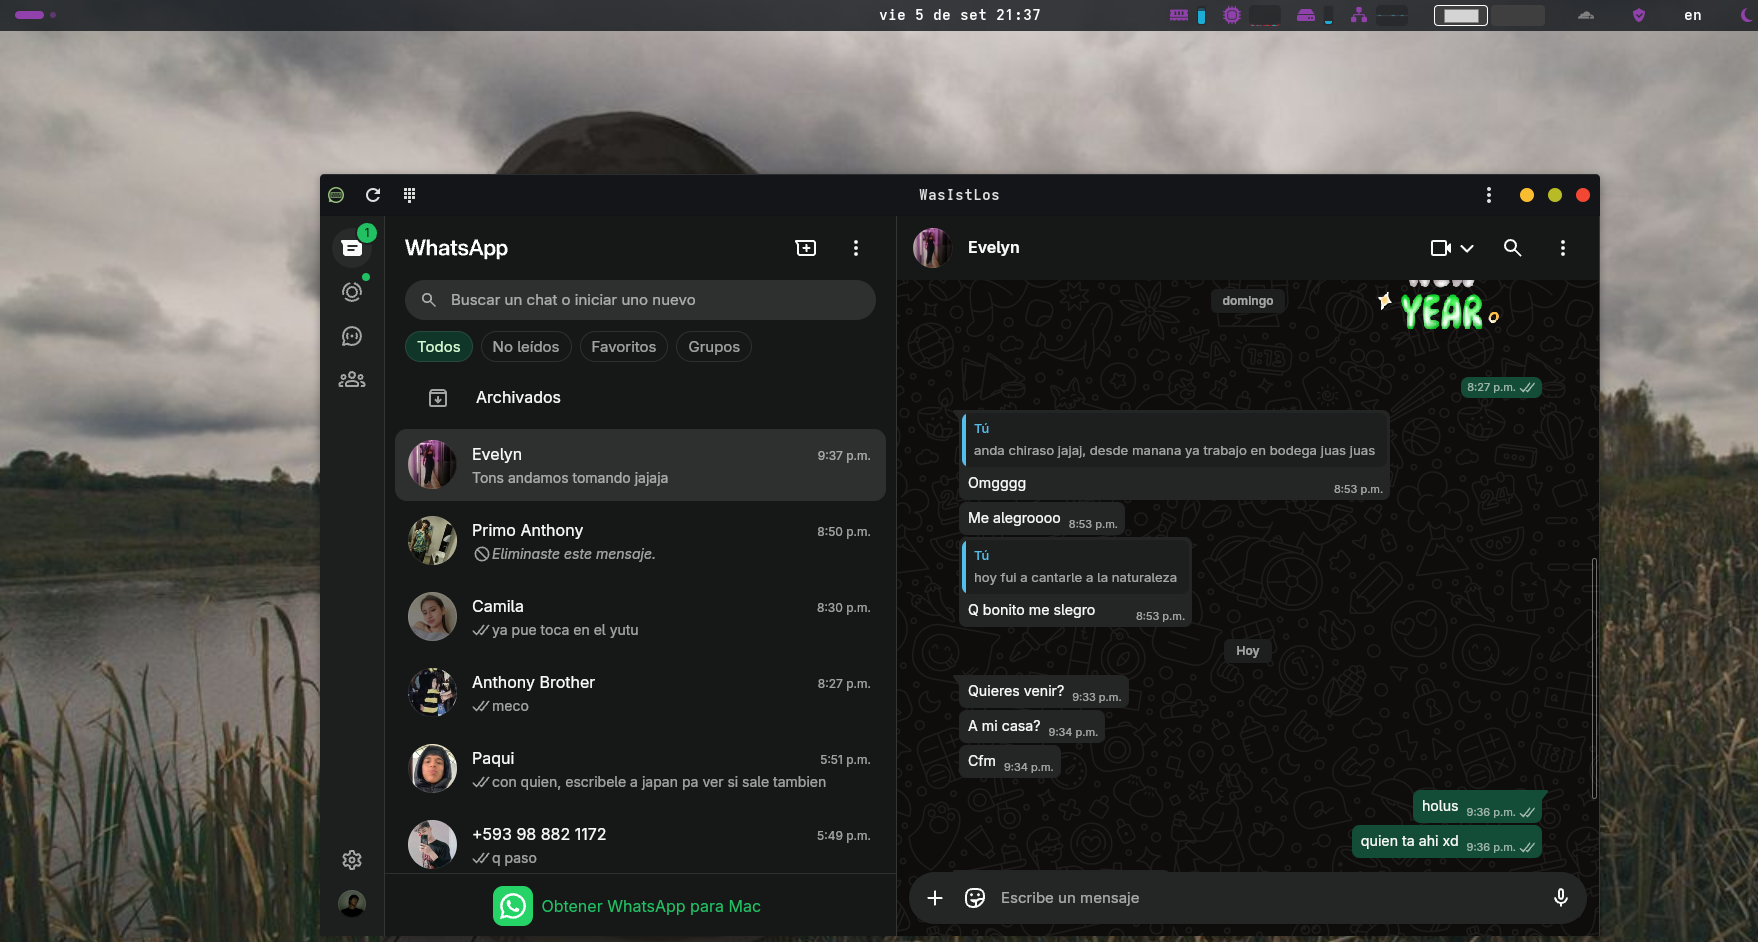 vie 5 de set 21:37
en
WasIstLos
1
WhatsApp
Buscar un chat o iniciar uno nuevo
Todos
No leídos
Favoritos
Grupos
Archivados
Evelyn
9:37 p.m.
Tons andamos tomando jajaja
Primo Anthony
8:50 p.m.
Eliminaste este mensaje.
Camila
8:30 p.m.
ya pue toca en el yutu
Anthony Brother
8:27 p.m.
meco
Paqui
5:51 p.m.
con quien, escribele a japan pa ver si sale tambien
+593 98 882 1172
5:49 p.m.
q paso
Obtener WhatsApp para Mac
Evelyn
domingo
YEAR
8:27 p.m.
Tú
anda chiraso jajaj, desde manana ya trabajo en bodega juas juas
Omgggg
8:53 p.m.
Me alegroooo
8:53 p.m.
Tú
hoy fui a cantarle a la naturaleza
Q bonito me slegro
8:53 p.m.
Hoy
Quieres venir?
9:33 p.m.
A mi casa?
9:34 p.m.
Cfm
9:34 p.m.
holus
9:36 p.m.
quien ta ahi xd
9:36 p.m.
Escribe un mensaje